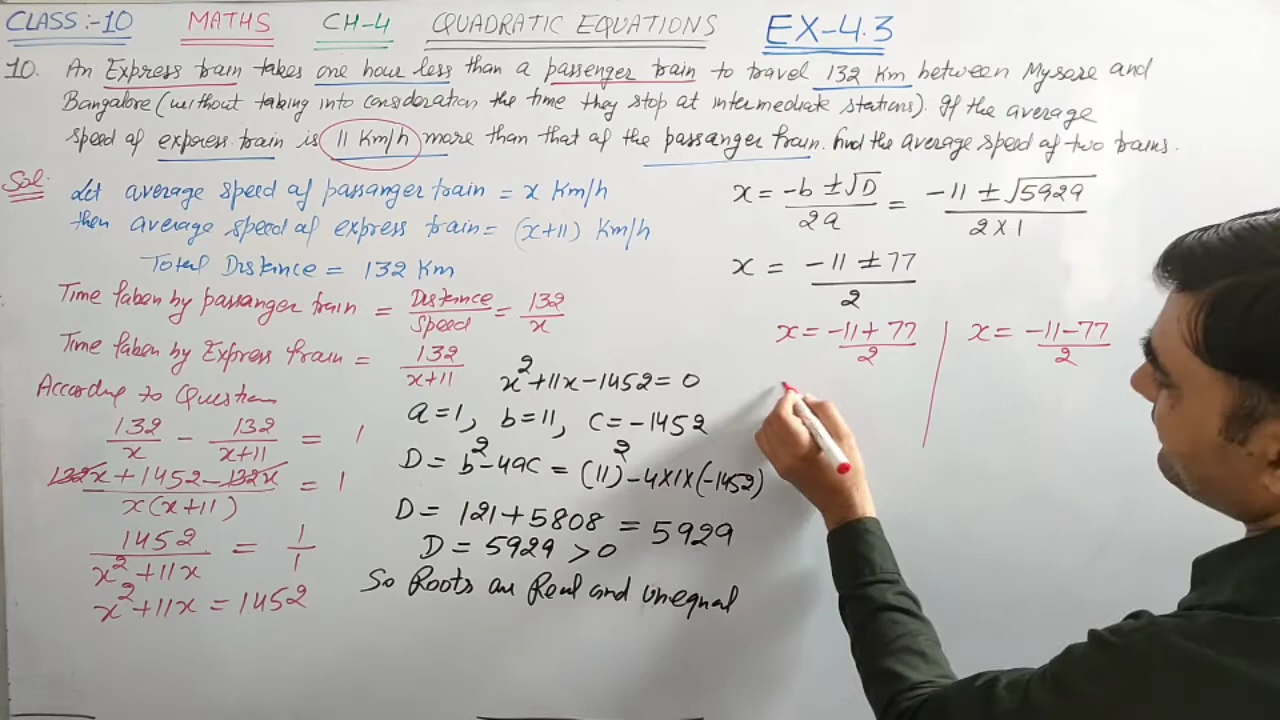 CLASS:-10 MATHS CH-4 QUADRATIC EQUATIONS EX-4.3
10. An Express train takes one hour less than a passenger train to travel 132 Km between Mysore and
Bangalore (without taking into consideration the time they stop at intermediate stations). If the average
speed of express train is 11 Km/h more than that of the passanger train. find the average speed of two trains.
Sol: Let average speed of passanger train = x Km/h
then average speed of express train = (x+11) Km/h
Total Distance = 132 Km
Time taken by passanger train = Distance/Speed = 132/x
Time taken by Express train = 132/x+11
According to Question
132/x - 132/x+11 = 1
132x + 1452 - 132x / x(x+11) = 1
1452/x²+11x = 1/1
x²+11x = 1452
x²+11x-1452 = 0
a=1, b=11, c=-1452
D = b²-4ac = (11)²-4x1x(-1452)
D = 121+5808 = 5929
D = 5929 > 0
So Roots are Real and unequal
x = -b ± √D / 2a = -11 ± √5929 / 2x1
x = -11 ± 77 / 2
x = -11 + 77 / 2
x = -11 - 77 / 2